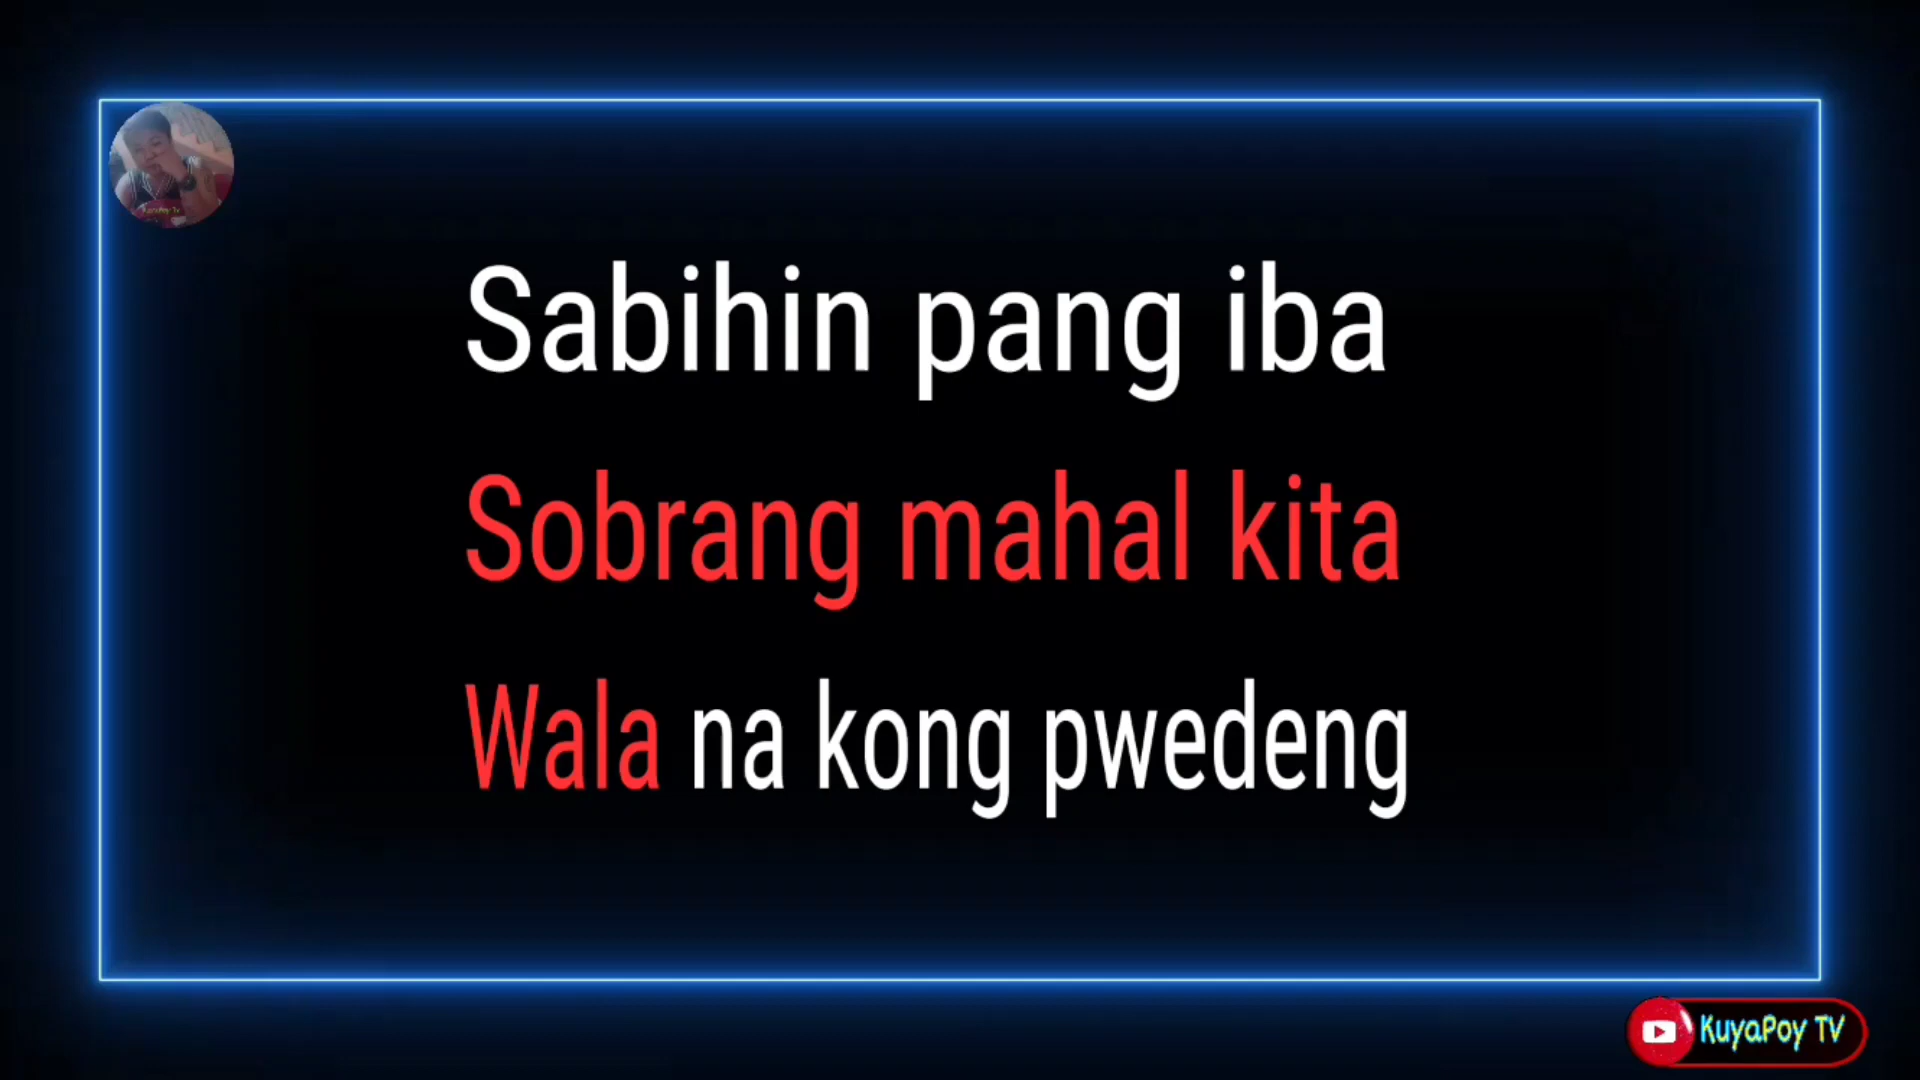 Sabihin pang iba
Sobrang mahal kita
Wala na kong pwedeng
KuyaPoy TV